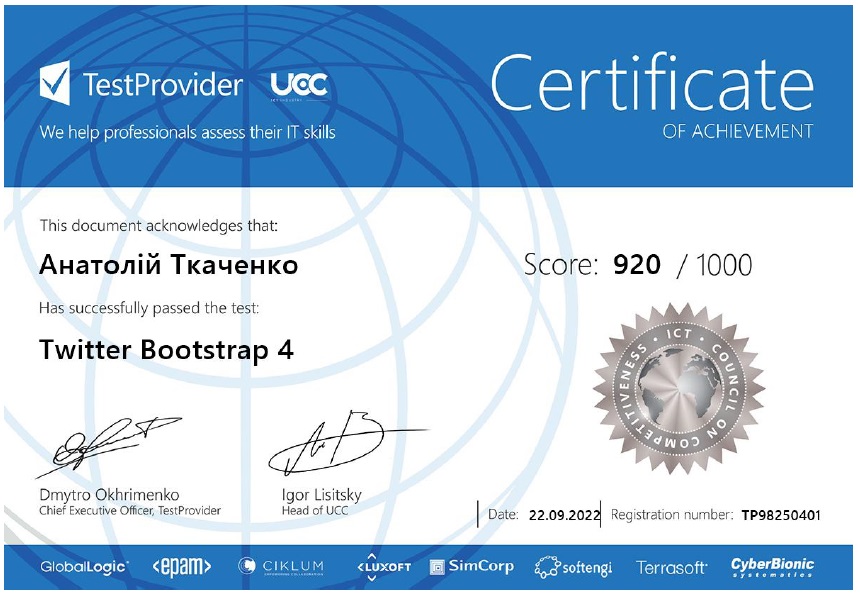 TestProvider UCC
We help professionals assess their IT skills
Certificate
OF ACHIEVEMENT
This document acknowledges that:
Анатолій Ткаченко
Has successfully passed the test:
Twitter Bootstrap 4
Score: 920 / 1000
ICT · COUNCIL ON COMPETITIVENESS ·
Dmytro Okhrimenko
Chief Executive Officer, TestProvider
Igor Lisitsky
Head of UCC
Date: 22.09.2022 Registration number: TP98250401
GlobalLogic <epam> CIKLUM LUXOFT SimCorp softengi Terrasoft CyberBionic
systematics